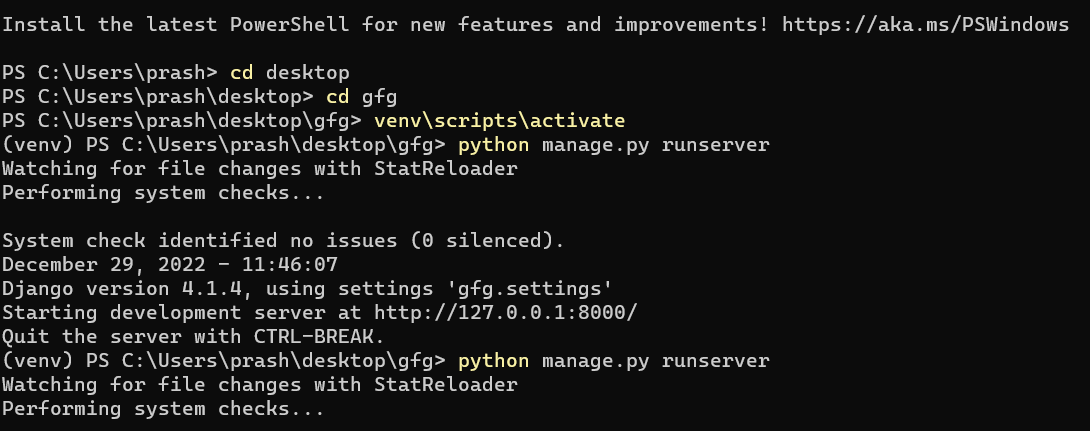 Install the latest PowerShell for new features and improvements! https://aka.ms/PSWindows
PS C:\Users\prash> cd desktop
PS C:\Users\prash\desktop> cd gfg
PS C:\Users\prash\desktop\gfg> venv\scripts\activate
(venv) PS C:\Users\prash\desktop\gfg> python manage.py runserver
Watching for file changes with StatReloader
Performing system checks...
System check identified no issues (0 silenced).
December 29, 2022 - 11:46:07
Django version 4.1.4, using settings 'gfg.settings'
Starting development server at http://127.0.0.1:8000/
Quit the server with CTRL-BREAK.
(venv) PS C:\Users\prash\desktop\gfg> python manage.py runserver
Watching for file changes with StatReloader
Performing system checks...